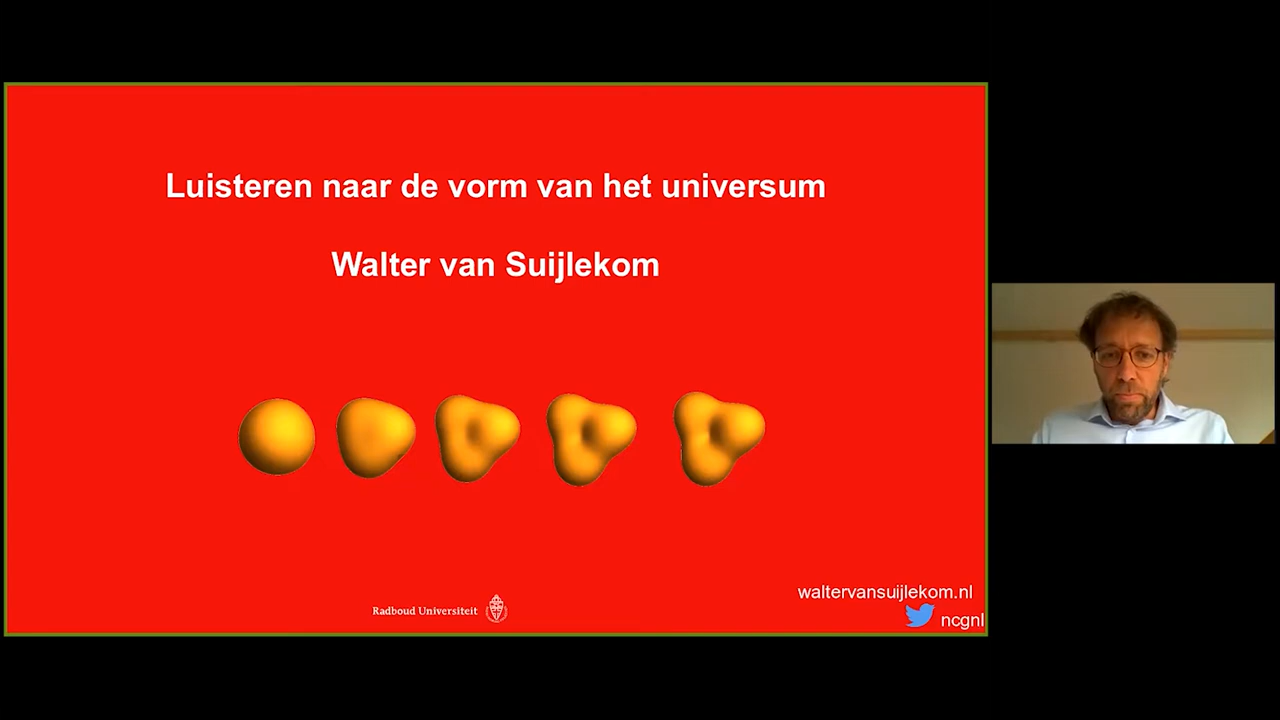 Luisteren naar de vorm van het universum
Walter van Suijlekom
waltervansuijlekom.nl
Radboud Universiteit
ncgnl